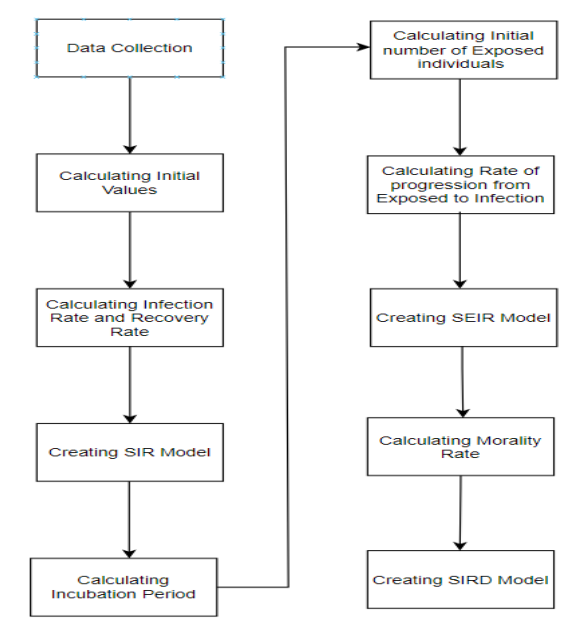 Data Collection
Calculating Initial
Values
Calculating Infection
Rate and Recovery
Rate
Creating SIR Model
Calculating
Incubation Period
Calculating Initial
number of Exposed
individuals
Calculating Rate of
progression from
Exposed to Infection
Creating SEIR Model
Calculating Morality
Rate
Creating SIRD Model